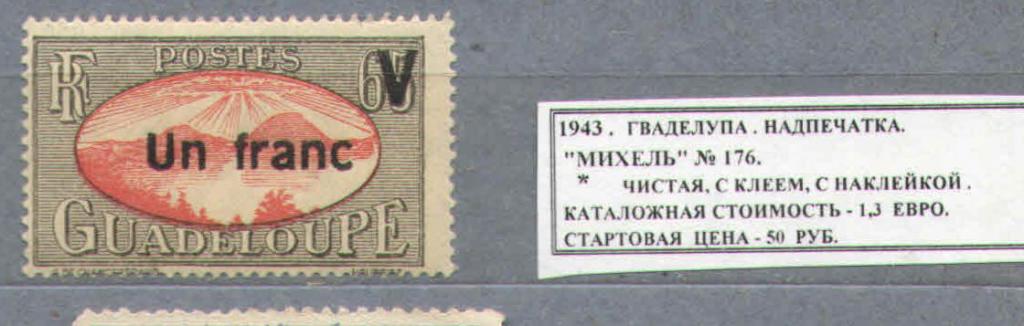 POSTES
RF 65 V
Un franc
GUADELOUPE
1943. ГВАДЕЛУПА. НАДПЕЧАТКА.
"МИХЕЛЬ" № 176.
* ЧИСТАЯ, С КЛЕЕМ, С НАКЛЕЙКОЙ.
КАТАЛОЖНАЯ СТОИМОСТЬ - 1,3 ЕВРО.
СТАРТОВАЯ ЦЕНА - 50 РУБ.